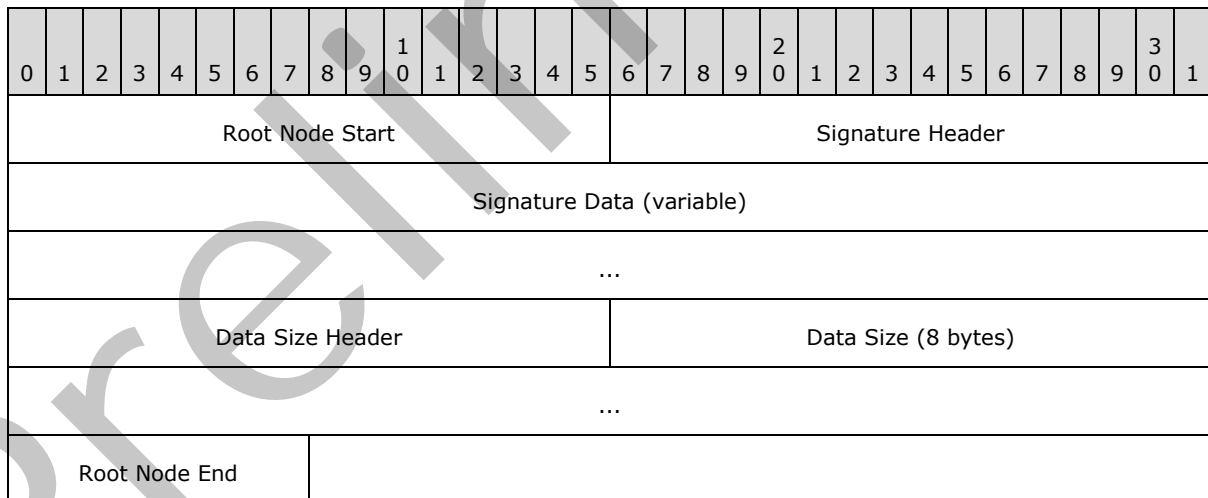 1 2 3
0 1 2 3 4 5 6 7 8 9 0 1 2 3 4 5 6 7 8 9 0 1 2 3 4 5 6 7 8 9 0 1
Root Node Start Signature Header
Signature Data (variable)
...
Data Size Header Data Size (8 bytes)
...
Root Node End
Prelin